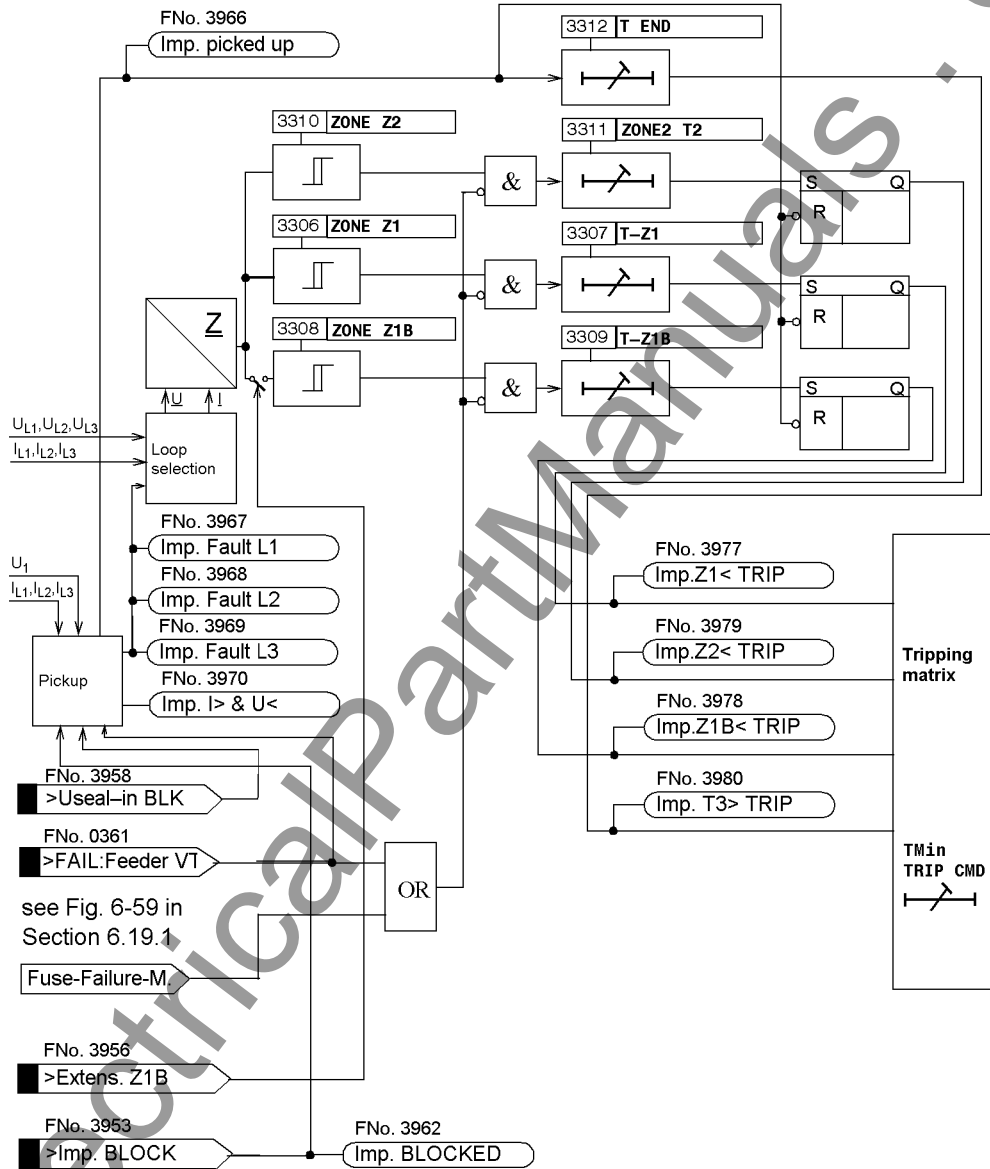 FNo. 3966
Imp. picked up
3312 T END
3310 ZONE Z2
3311 ZONE2 T2
&
S Q
R
3306 ZONE Z1
3307 T–Z1
&
S Q
R
3308 ZONE Z1B
3309 T–Z1B
&
S Q
R
Z
U I
UL1,UL2,UL3
IL1,IL2,IL3
Loop
selection
FNo. 3967
Imp. Fault L1
FNo. 3968
Imp. Fault L2
FNo. 3969
Imp. Fault L3
FNo. 3970
Imp. I> & U<
U1
IL1,IL2,IL3
Pickup
FNo. 3977
Imp.Z1< TRIP
FNo. 3979
Imp.Z2< TRIP
FNo. 3978
Imp.Z1B< TRIP
FNo. 3980
Imp. T3> TRIP
Tripping
matrix
TMin
TRIP CMD
FNo. 3958
>Useal–in BLK
FNo. 0361
>FAIL:Feeder VT
OR
see Fig. 6-59 in
Section 6.19.1
Fuse-Failure-M.
FNo. 3956
>Extens. Z1B
FNo. 3953
>Imp. BLOCK
FNo. 3962
Imp. BLOCKED
ectricalPartManuals .